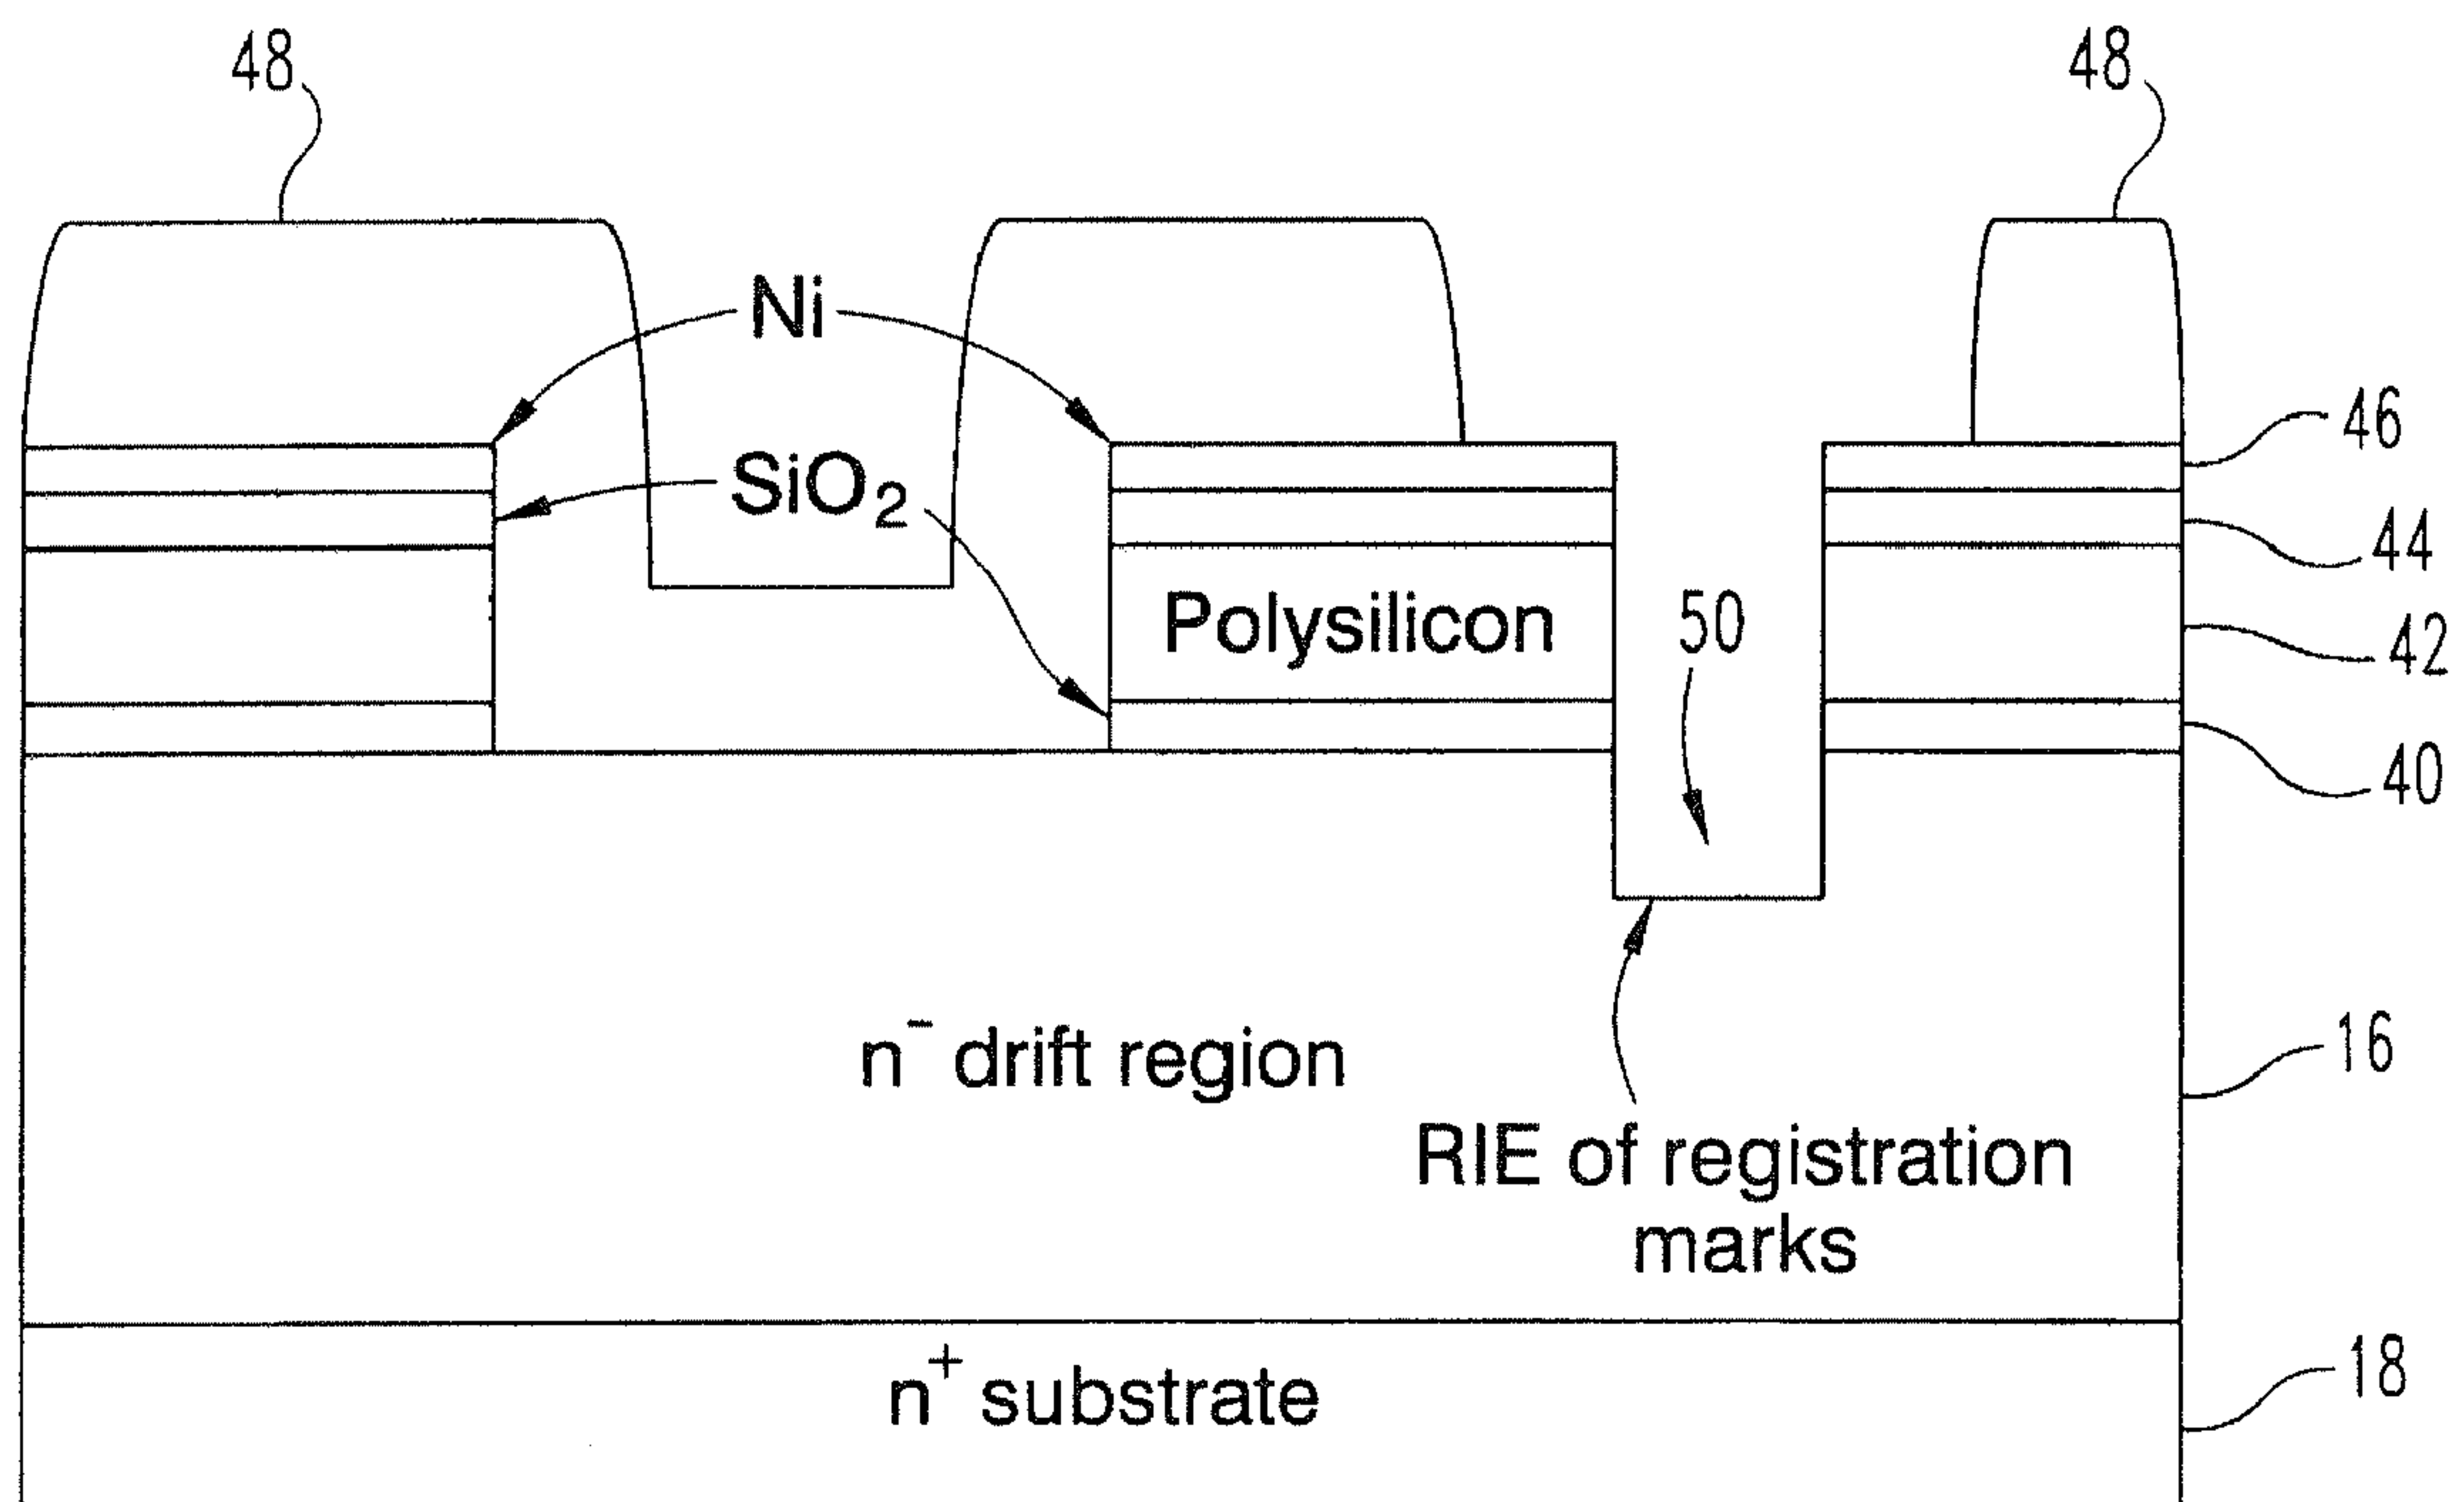 48
48
Ni
46
SiO₂
44
Polysilicon
50
42
40
n⁻ drift region
16
RIE of registration
marks
n⁺ substrate
18